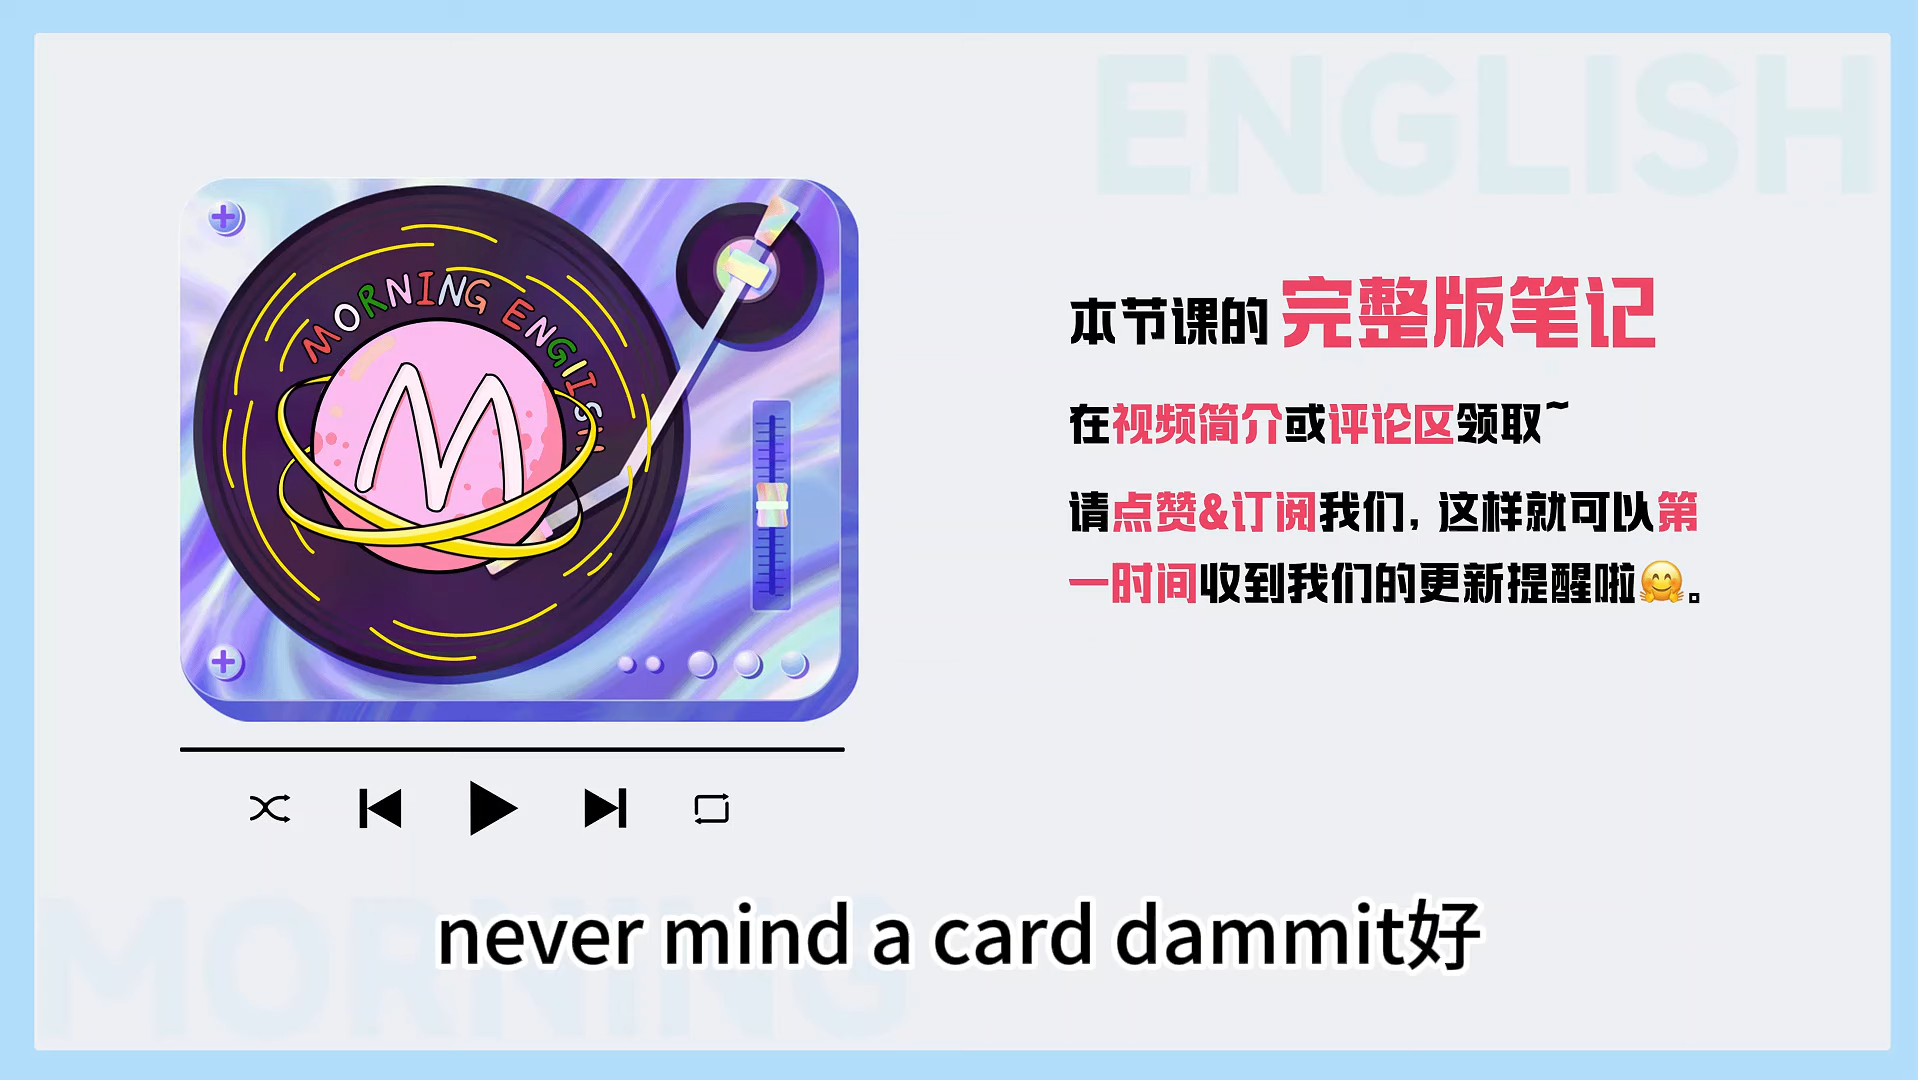 ENGLISH
MORNING ENGlISH
M
本节课的 完整版笔记
在视频简介或评论区领取~
请点赞&订阅我们，这样就可以第
一时间收到我们的更新提醒啦🤗。
MORNING
never mind a card dammit好